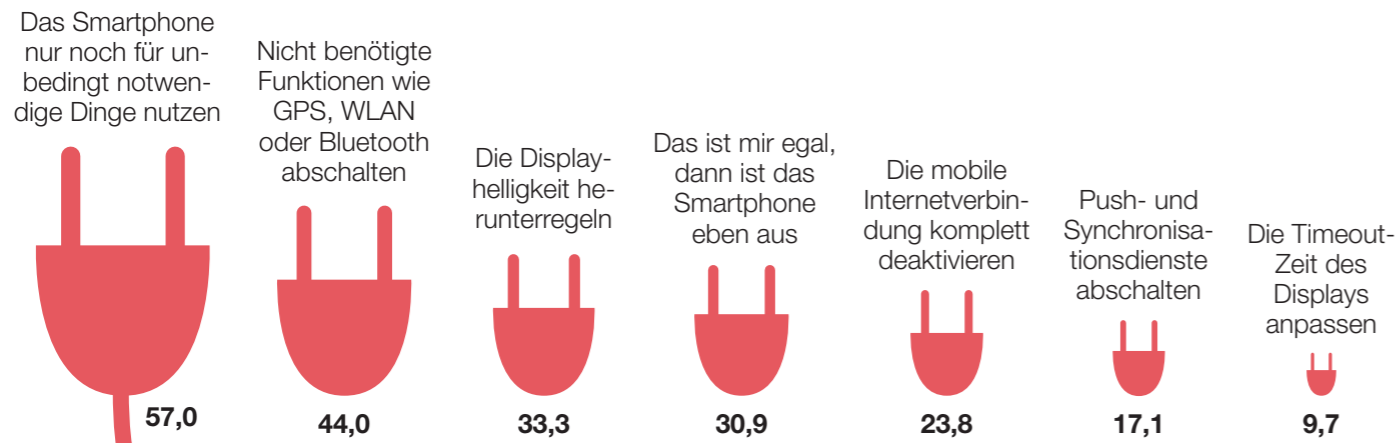 Das Smartphone
nur noch für un-
bedingt notwen-
dige Dinge nutzen
57,0
Nicht benötigte
Funktionen wie
GPS, WLAN
oder Bluetooth
abschalten
44,0
Die Display-
helligkeit he-
runterregeln
33,3
Das ist mir egal,
dann ist das
Smartphone
eben aus
30,9
Die mobile
Internetverbin-
dung komplett
deaktivieren
23,8
Push- und
Synchronisa-
tionsdienste
abschalten
17,1
Die Timeout-
Zeit des
Displays
anpassen
9,7